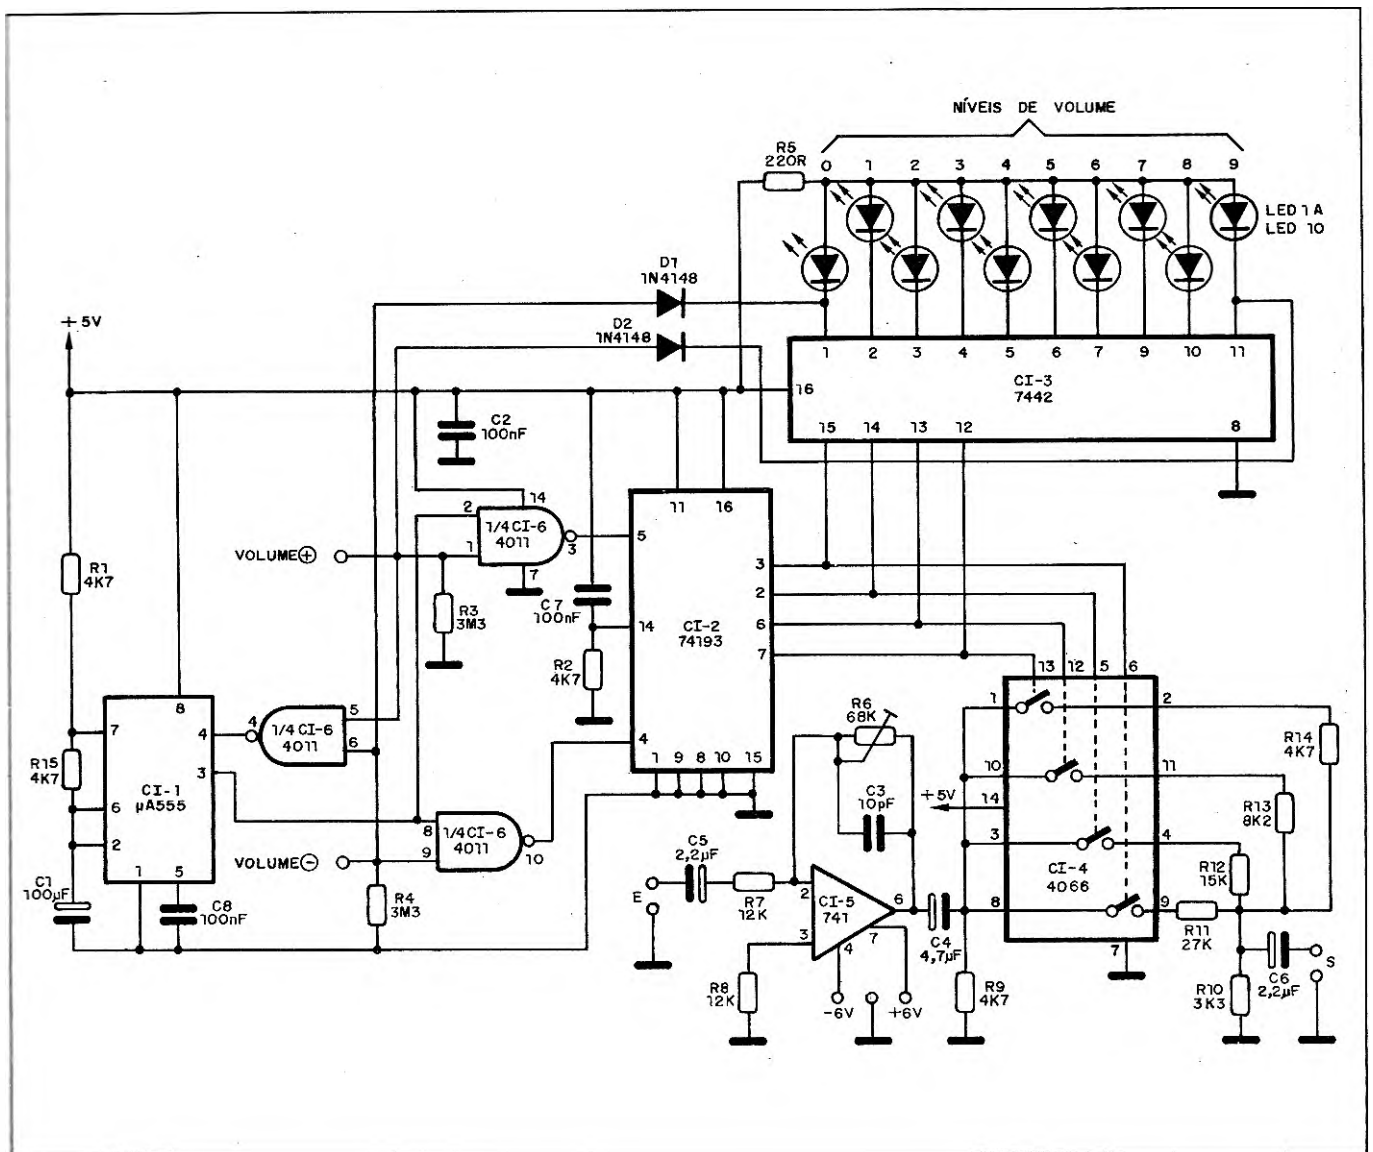 NÍVEIS DE VOLUME
R5
220R
0 1 2 3 4 5 6 7 8 9
LED 1 A
LED 10
D1
1N4148
D2
1N4148
+5V
1 2 3 4 5 6 7 9 10 11
16
CI-3
7442
15 14 13 12 8
C2
100nF
14
2
1/4 CI-6
4011
1
3
7
VOLUME ⊕
R1
4K7
R3
3M3
C7
100nF
R2
4K7
11 16
5
14
4
CI-2
74193
3
2
6
7
1 9 8 10 15
8
7
R15
4K7
6
2
4
3
CI-1
µA555
1 5
4
1/4 CI-6
4011
5
6
8
9
1/4 CI-6
4011
10
VOLUME ⊖
C1
100µF
C8
100nF
R4
3M3
R6
68K
C3
10pF
C5
2,2µF
E
R7
12K
2
3
CI-5
741
6
7
4
R8
12K
-6V
+6V
C4
4,7µF
R9
4K7
13 12 5 6
1
10
+5V
14
3
8
CI-4
4066
2
11
4
9
7
R14
4K7
R13
8K2
R12
15K
R11
27K
R10
3K3
C6
2,2µF
S